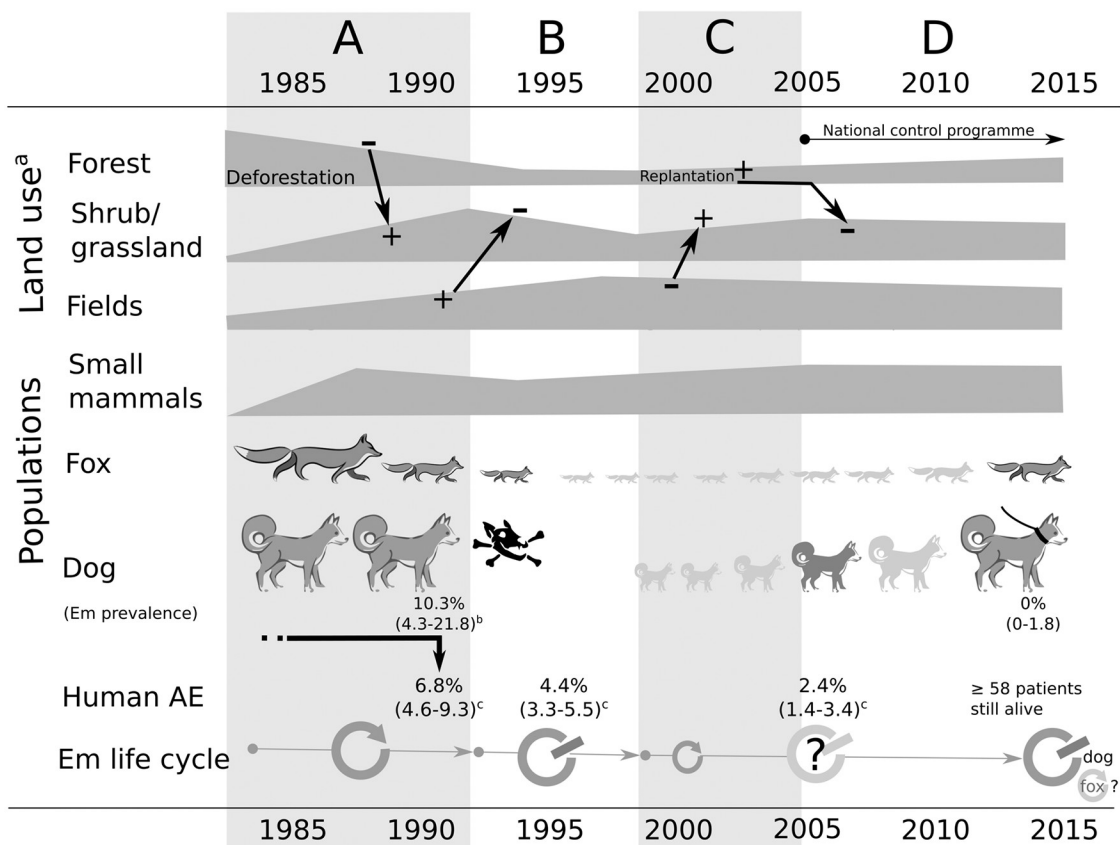 A B C D
1985 1990 1995 2000 2005 2010 2015
Land useᵃ
Forest
Deforestation
−
Replantation
+
National control programme
Shrub/
grassland
+
−
+
−
Fields
+
−
Populations
Small
mammals
Fox
Dog
(Em prevalence)
10.3%
(4.3-21.8)ᵇ
0%
(0-1.8)
Human AE
6.8%
(4.6-9.3)ᶜ
4.4%
(3.3-5.5)ᶜ
2.4%
(1.4-3.4)ᶜ
≥ 58 patients
still alive
Em life cycle
?
dog
fox ?
1985 1990 1995 2000 2005 2010 2015